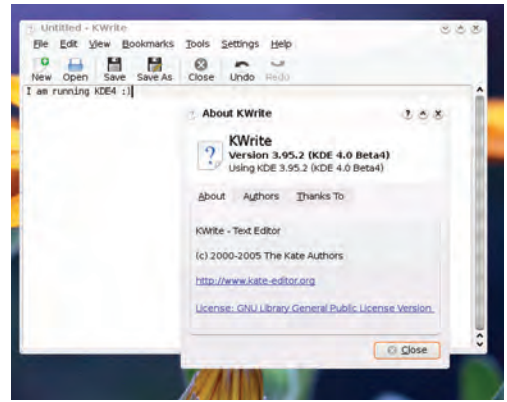 Untitled - KWrite
File Edit View Bookmarks Tools Settings Help
New Open Save Save As Close Undo Redo
I am running KDE4 :)
About KWrite
KWrite
Version 3.95.2 (KDE 4.0 Beta4)
Using KDE 3.95.2 (KDE 4.0 Beta4)
About Authors Thanks To
KWrite - Text Editor
(c) 2000-2005 The Kate Authors
http://www.kate-editor.org
License: GNU Library General Public License Version
Close